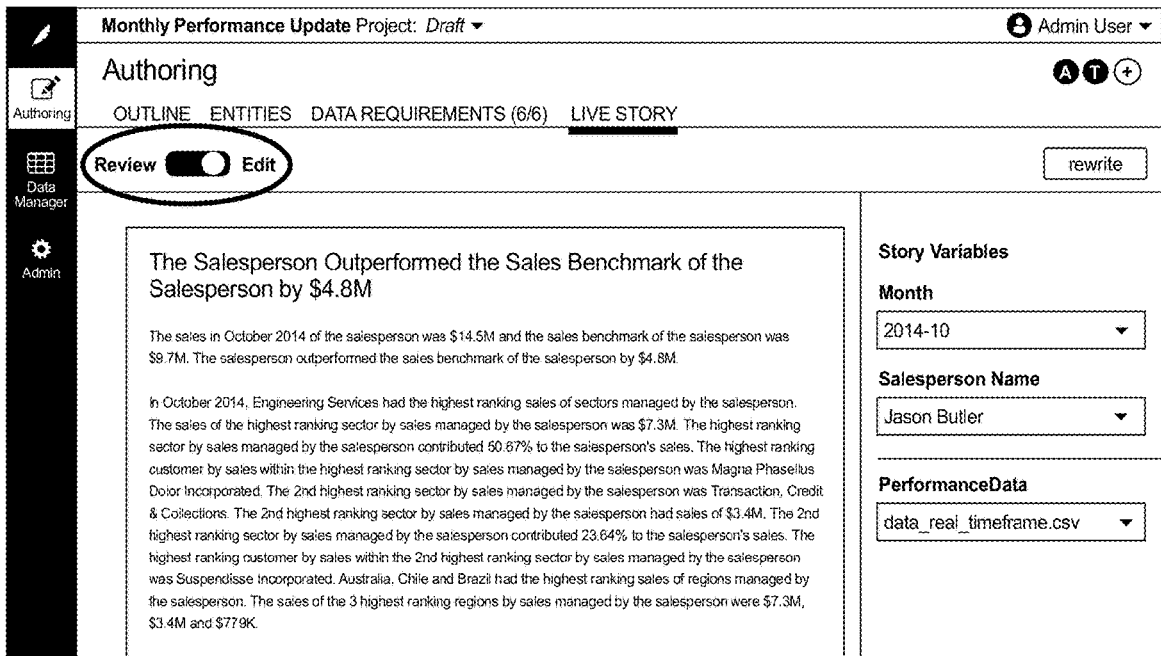 Monthly Performance Update Project: Draft
Admin User
Authoring
A T +
Authoring
OUTLINE ENTITIES DATA REQUIREMENTS (6/6) LIVE STORY
Review Edit
rewrite
Data
Manager
Admin
The Salesperson Outperformed the Sales Benchmark of the
Salesperson by $4.8M
The sales in October 2014 of the salesperson was $14.5M and the sales benchmark of the salesperson was
$9.7M. The salesperson outperformed the sales benchmark of the salesperson by $4.8M.
In October 2014, Engineering Services had the highest ranking sales of sectors managed by the salesperson.
The sales of the highest ranking sector by sales managed by the salesperson was $7.3M. The highest ranking
sector by sales managed by the salesperson contributed 50.67% to the salesperson's sales. The highest ranking
customer by sales within the highest ranking sector by sales managed by the salesperson was Magna Phasellus
Dolor Incorporated. The 2nd highest ranking sector by sales managed by the salesperson was Transaction, Credit
& Collections. The 2nd highest ranking sector by sales managed by the salesperson had sales of $3.4M. The 2nd
highest ranking sector by sales managed by the salesperson contributed 23.64% to the salesperson's sales. The
highest ranking customer by sales within the 2nd highest ranking sector by sales managed by the salesperson
was Suspendisse Incorporated. Australia, Chile and Brazil had the highest ranking sales of regions managed by
the salesperson. The sales of the 3 highest ranking regions by sales managed by the salesperson were $7.3M,
$3.4M and $779K.
Story Variables
Month
2014-10
Salesperson Name
Jason Butler
PerformanceData
data_real_timeframe.csv